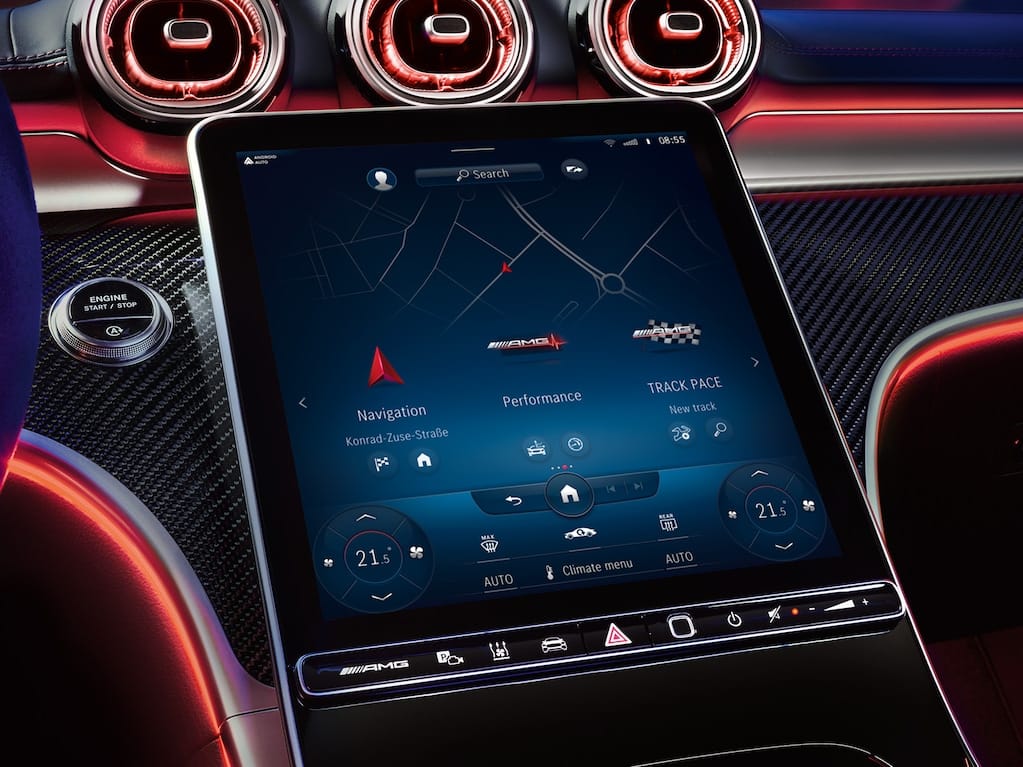 ANDROID
AUTO
08:55
Search
ENGINE
START / STOP
A
AMG
AMG
Navigation
Performance
TRACK PACE
Konrad-Zuse-Straße
New track
21.5°
21.5
MAX
REAR
AUTO
Climate menu
AUTO
AMG
P
- +